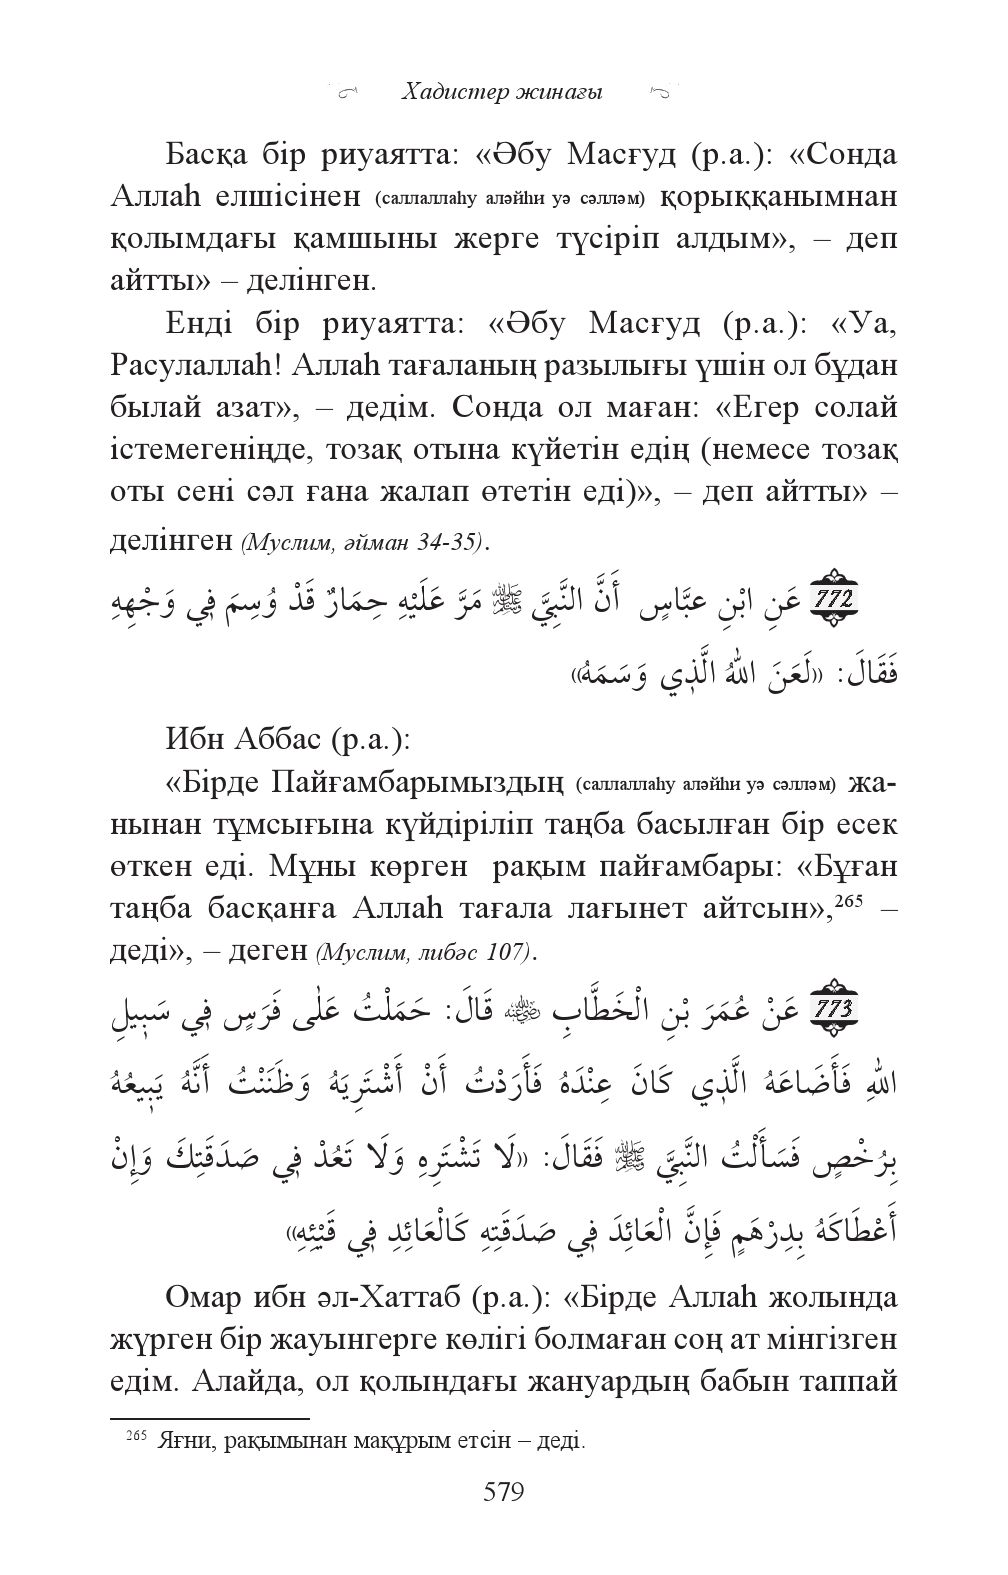 Хадистер жинағы
Басқа бір риуаятта: «Әбу Масғуд (р.а.): «Сонда
Аллаһ елшісінен (саллаллаһу аләйһи уә сәлләм) қорыққанымнан
қолымдағы қамшыны жерге түсіріп алдым», – деп
айтты» – делінген.
Енді бір риуаятта: «Әбу Масғуд (р.а.): «Уа,
Расулаллаһ! Аллаһ тағаланың разылығы үшін ол бұдан
былай азат», – дедім. Сонда ол маған: «Егер солай
істемегеніңде, тозақ отына күйетін едің (немесе тозақ
оты сені сәл ғана жалап өтетін еді)», – деп айтты» –
делінген (Муслим, әйман 34-35).
772 عَنِ ابْنِ عبَّاسٍ أَنَّ النَّبِيَّ ﷺ مَرَّ عَلَيْهِ حِمَارٌ قَدْ وُسِمَ فِي وَجْهِهِ
فَقَالَ: «لَعَنَ اللهُ الَّذِي وَسَمَهُ»
Ибн Аббас (р.а.):
«Бірде Пайғамбарымыздың (саллаллаһу аләйһи уә сәлләм) жа-
нынан тұмсығына күйдіріліп таңба басылған бір есек
өткен еді. Мұны көрген рақым пайғамбары: «Бұған
таңба басқанға Аллаһ тағала лағынет айтсын»,265 –
деді», – деген (Муслим, либәс 107).
773 عَنْ عُمَرَ بْنِ الْخَطَّابِ رضي الله عنه قَالَ: حَمَلْتُ عَلٰى فَرَسٍ فِي سَبِيلِ
اللهِ فَأَضَاعَهُ الَّذِي كَانَ عِنْدَهُ فَأَرَدْتُ أَنْ أَشْتَرِيَهُ وَظَنَنْتُ أَنَّهُ يَبِيعُهُ
بِرُخْصٍ فَسَأَلْتُ النَّبِيَّ ﷺ فَقَالَ: «لَا تَشْتَرِهِ وَلَا تَعُدْ فِي صَدَقَتِكَ وَإِنْ
أَعْطَاكَهُ بِدِرْهَمٍ فَإِنَّ الْعَائِدَ فِي صَدَقَتِهِ كَالْعَائِدِ فِي قَيْئِهِ»
Омар ибн әл-Хаттаб (р.а.): «Бірде Аллаһ жолында
жүрген бір жауынгерге көлігі болмаған соң ат мінгізген
едім. Алайда, ол қолындағы жануардың бабын таппай
265 Яғни, рақымынан мақұрым етсін – деді.
579